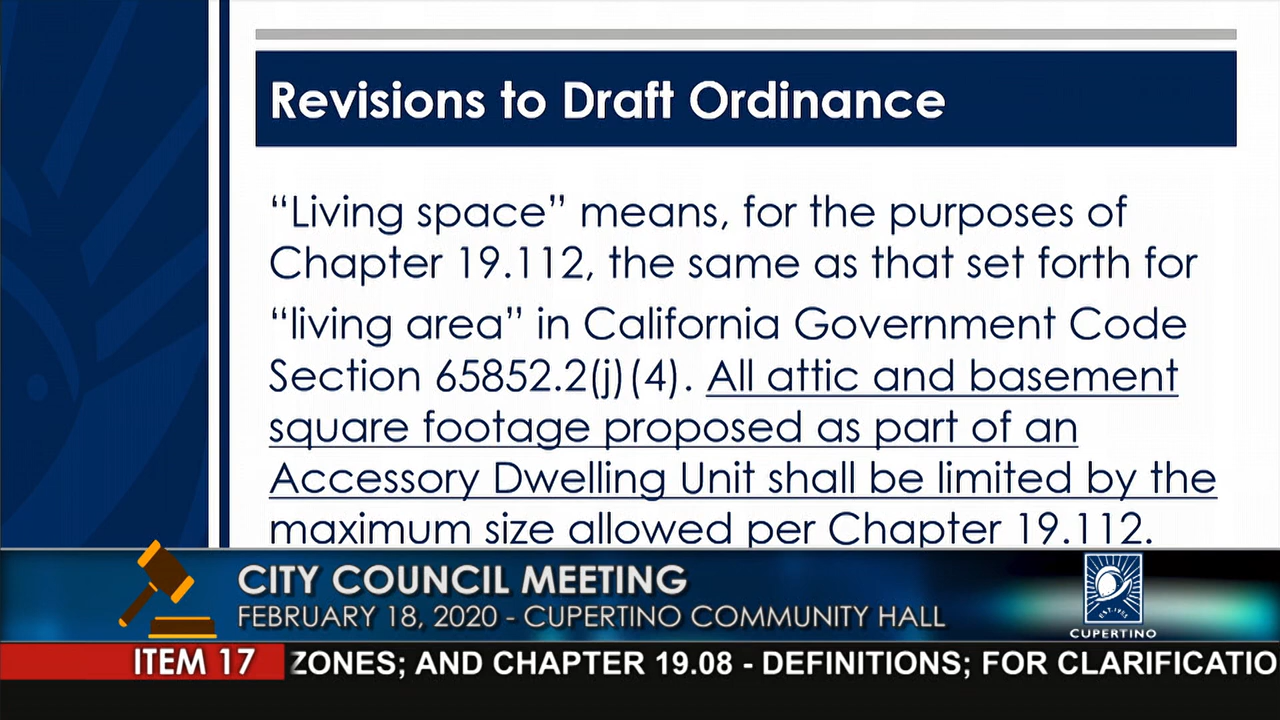 Revisions to Draft Ordinance
“Living space” means, for the purposes of
Chapter 19.112, the same as that set forth for
“living area” in California Government Code
Section 65852.2(j)(4). All attic and basement
square footage proposed as part of an
Accessory Dwelling Unit shall be limited by the
maximum size allowed per Chapter 19.112.
CITY COUNCIL MEETING
FEBRUARY 18, 2020 - CUPERTINO COMMUNITY HALL
EST. 1955
CUPERTINO
ITEM 17
ZONES; AND CHAPTER 19.08 - DEFINITIONS; FOR CLARIFICATIO